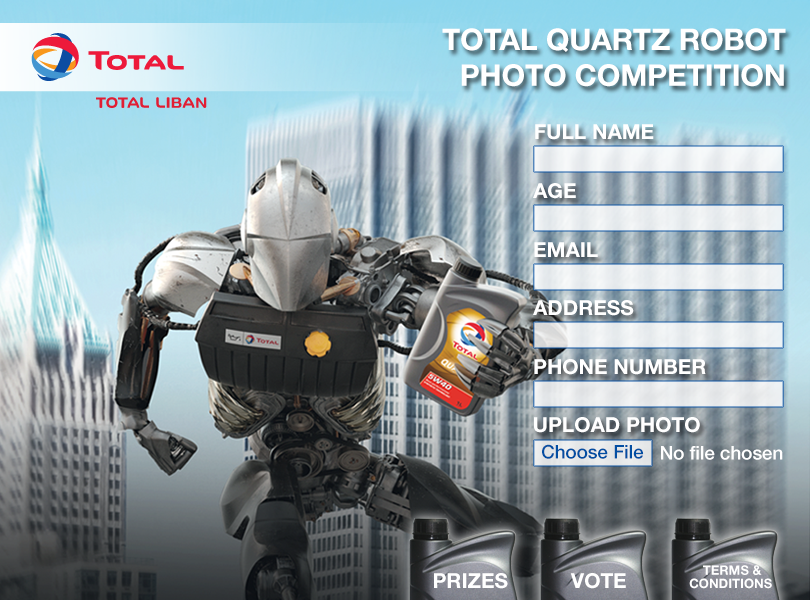 TOTAL
TOTAL LIBAN
TOTAL QUARTZ ROBOT
PHOTO COMPETITION
FULL NAME
AGE
EMAIL
ADDRESS
PHONE NUMBER
UPLOAD PHOTO
Choose File No file chosen
TOTAL
TOTAL
5W40
PRIZES
VOTE
TERMS &
CONDITIONS